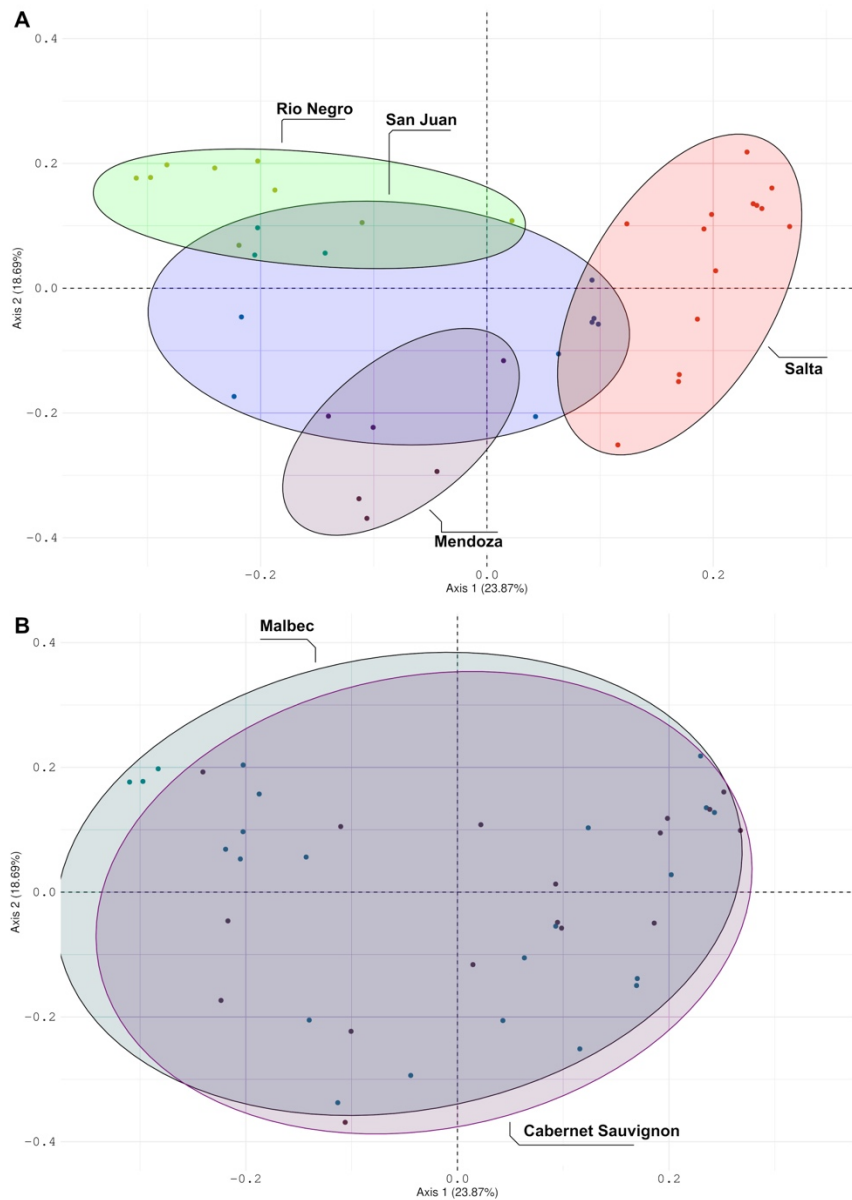 A
0.4
Rio Negro
San Juan
0.2
0.0
Axis 2 (18.69%)
Salta
-0.2
-0.4
Mendoza
-0.2
0.0
0.2
Axis 1 (23.87%)
B
Malbec
0.4
0.2
0.0
Axis 2 (18.69%)
-0.2
Cabernet Sauvignon
-0.4
-0.2
0.0
0.2
Axis 1 (23.87%)